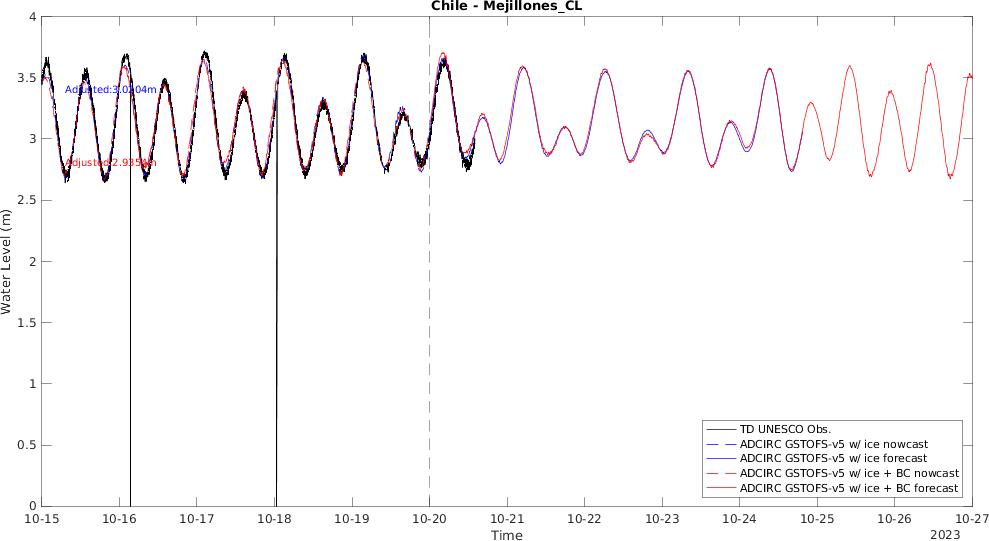 Chile - Mejillones_CL
4
3.5
3
2.5
2
1.5
1
0.5
0
Water Level (m)
Adjusted:3.0204m
Adjusted:2.9354m
TD UNESCO Obs.
ADCIRC GSTOFS-v5 w/ ice nowcast
ADCIRC GSTOFS-v5 w/ ice forecast
ADCIRC GSTOFS-v5 w/ ice + BC nowcast
ADCIRC GSTOFS-v5 w/ ice + BC forecast
10-15 10-16 10-17 10-18 10-19 10-20 10-21 10-22 10-23 10-24 10-25 10-26 10-27
Time
2023